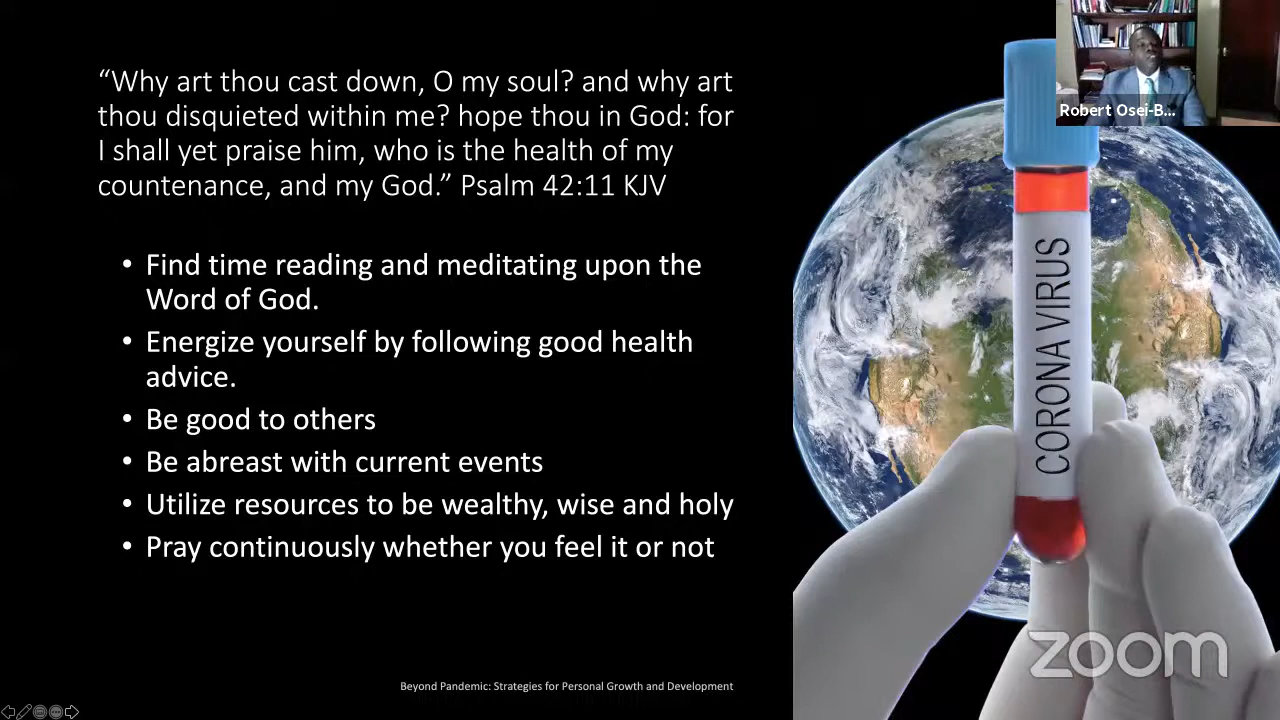 “Why art thou cast down, O my soul? and why art
thou disquieted within me? hope thou in God: for
I shall yet praise him, who is the health of my
countenance, and my God.” Psalm 42:11 KJV
• Find time reading and meditating upon the
Word of God.
• Energize yourself by following good health
advice.
• Be good to others
• Be abreast with current events
• Utilize resources to be wealthy, wise and holy
• Pray continuously whether you feel it or not
Beyond Pandemic: Strategies for Personal Growth and Development
Robert Osei-B...
CORONA VIRUS
zoom